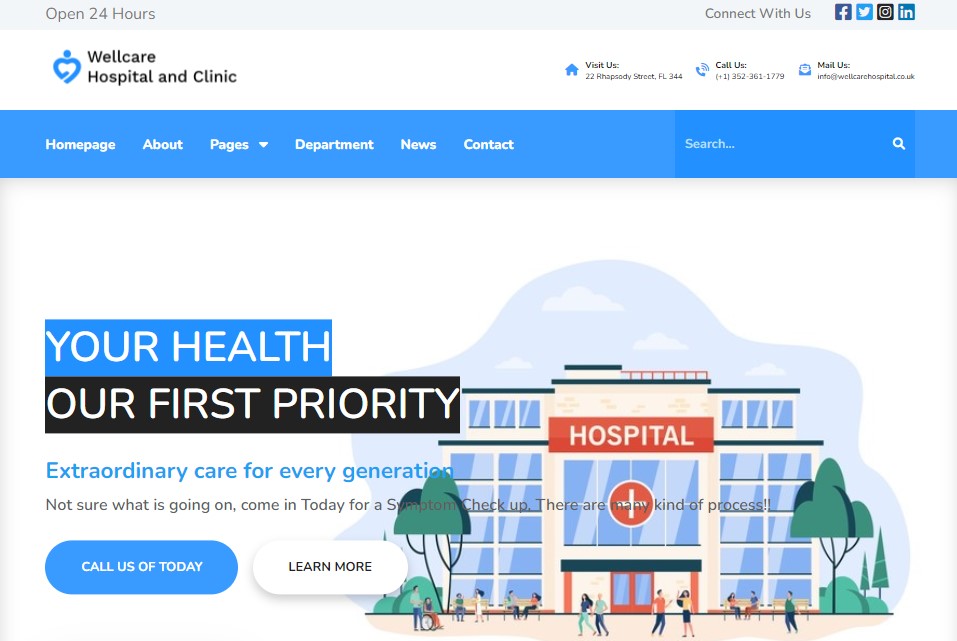 Open 24 Hours
Connect With Us
Wellcare
Hospital and Clinic
Visit Us:
22 Rhapsody Street, FL 344
Call Us:
(+1) 352-361-1779
Mail Us:
info@wellcarehospital.co.uk
Homepage About Pages Department News Contact
Search...
YOUR HEALTH
OUR FIRST PRIORITY
HOSPITAL
Extraordinary care for every generation
Not sure what is going on, come in Today for a Symptom Check up. There are many kind of process!!
CALL US OF TODAY
LEARN MORE